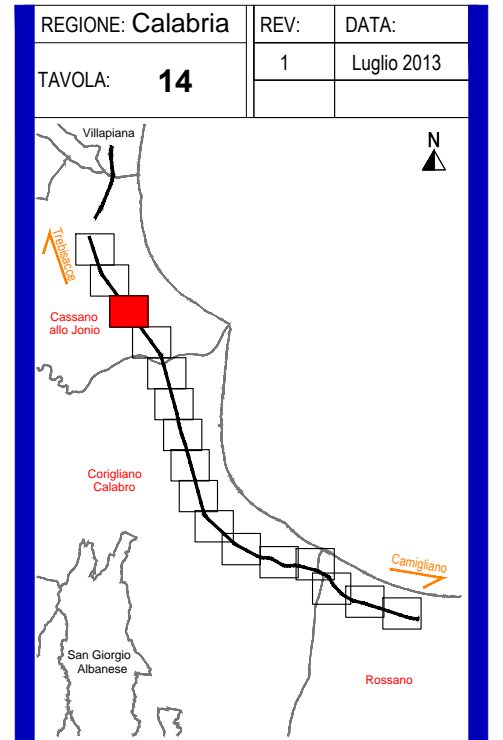 REGIONE: Calabria
REV:
DATA:
TAVOLA: 14
1
Luglio 2013
Villapiana
N
Trebisacce
Cassano
allo Jonio
Corigliano
Calabro
Camigliano
San Giorgio
Albanese
Rossano